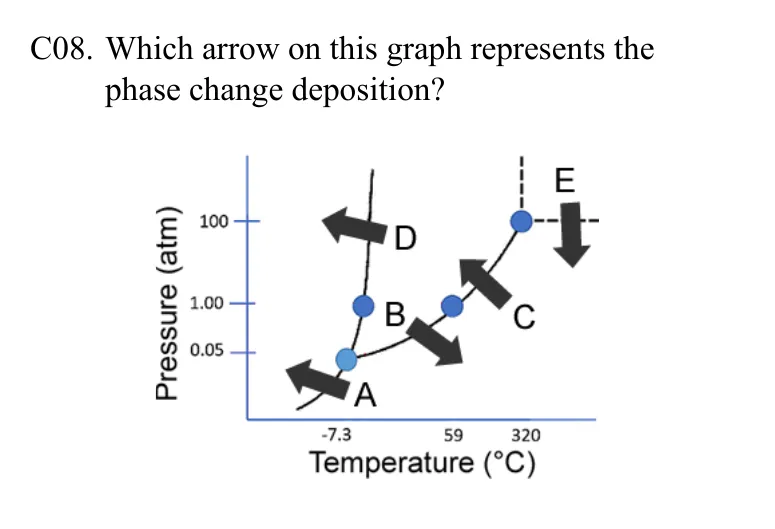 C08. Which arrow on this graph represents the
phase change deposition?
E
100
D
1.00
B
C
0.05
A
Pressure (atm)
-7.3 59 320
Temperature (°C)